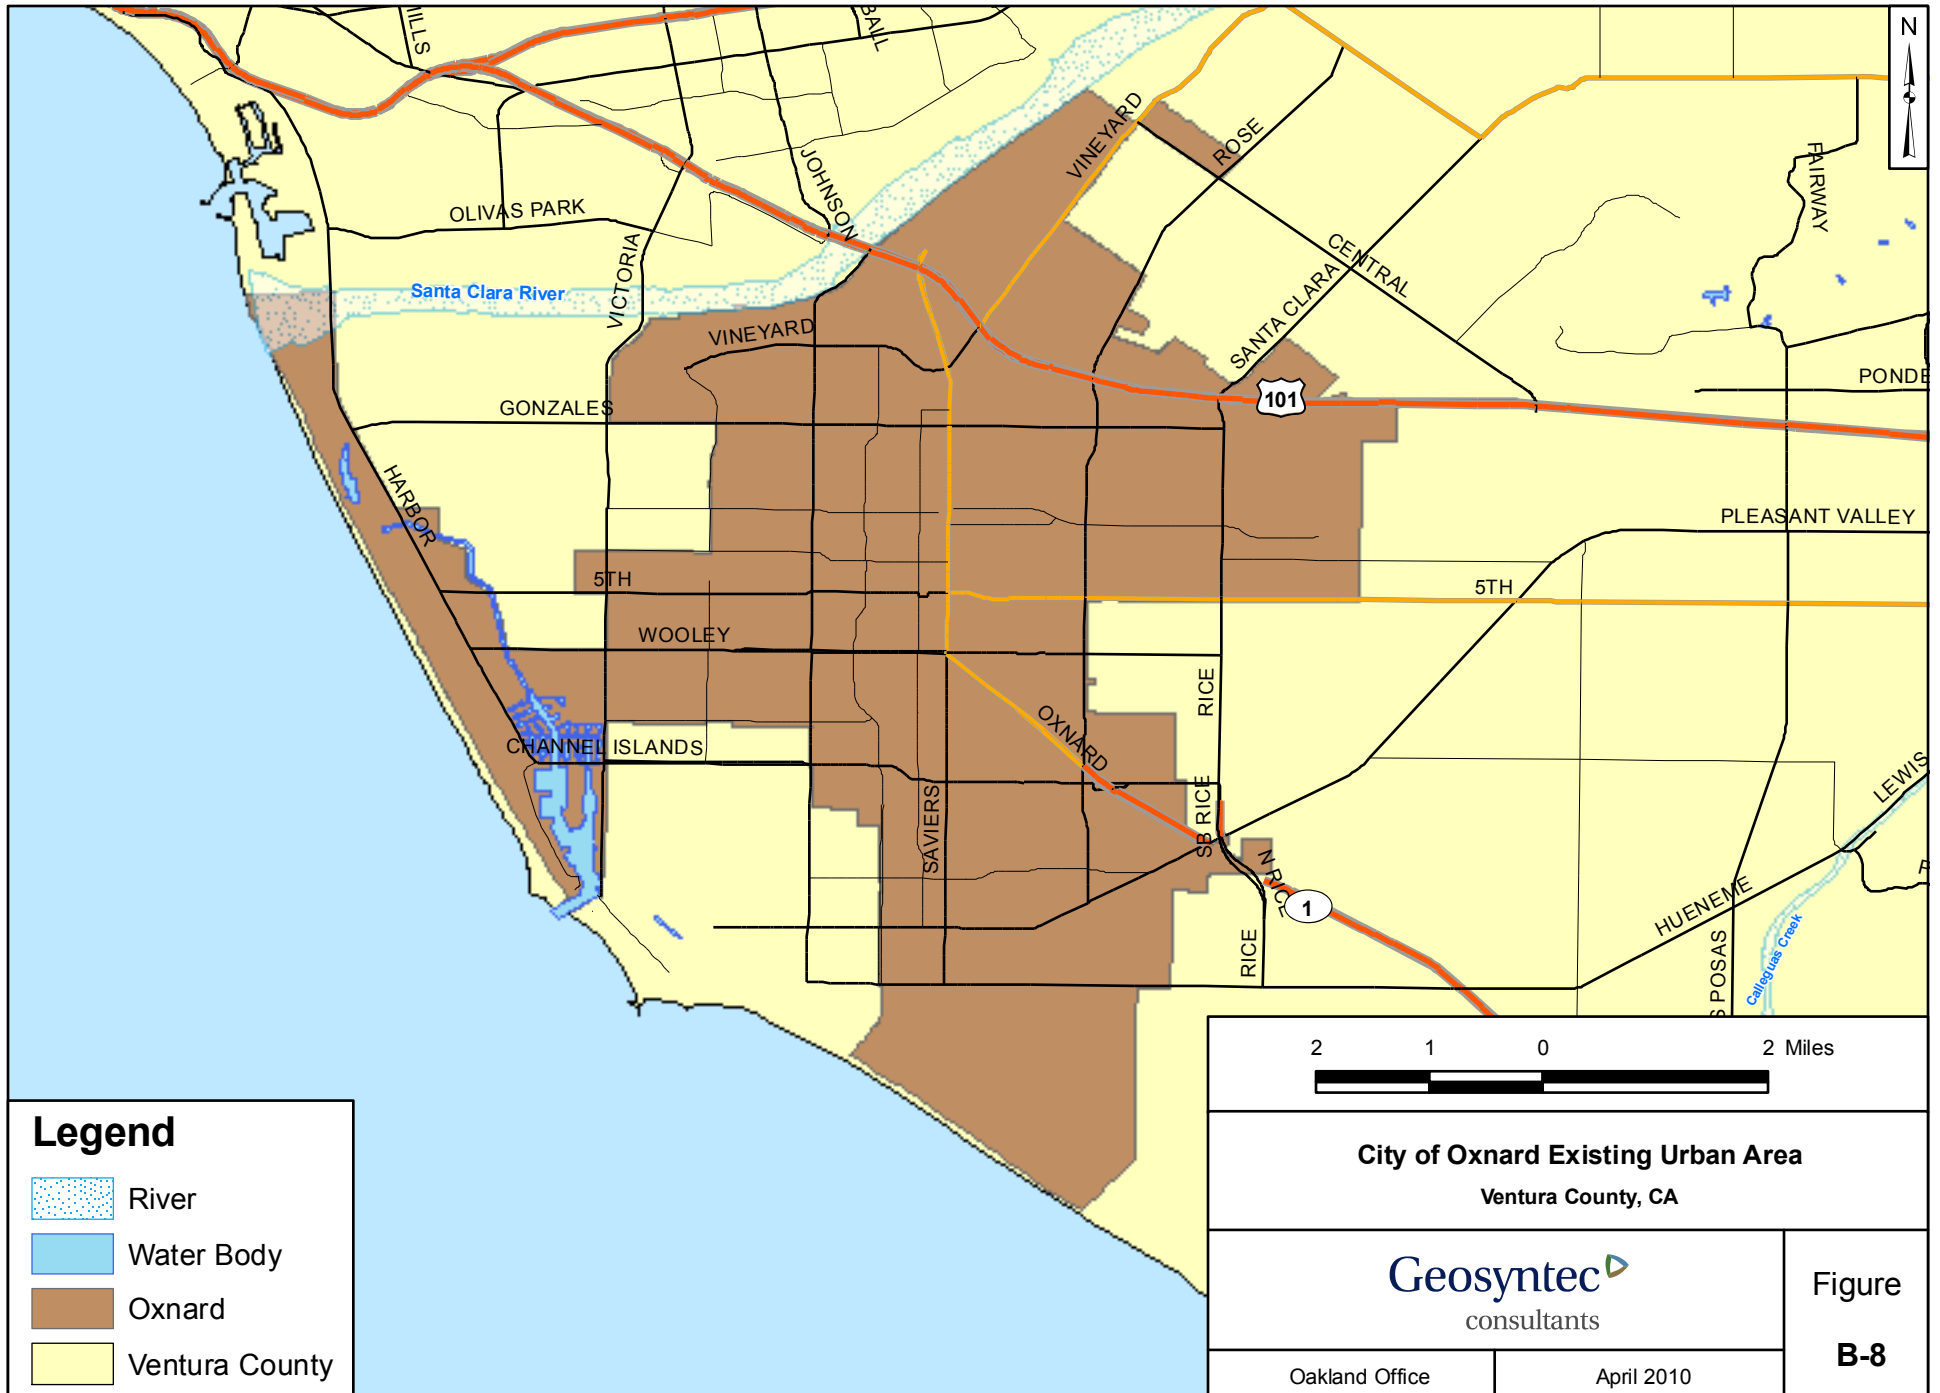 N
BALL
VINEYARD
ROSE
FAIRWAY
JOHNSON
OLIVAS PARK
VICTORIA
CENTRAL
Santa Clara River
SANTA CLARA
VINEYARD
101
GONZALES
HARBOR
PLEASANT VALLEY
5TH
5TH
WOOLEY
RICE
OXNARD
CHANNEL ISLANDS
LEWIS
SAVIERS
SB RICE
N RICE
1
HUENEME
RICE
POSAS
Calleguas Creek
2 1 0 2 Miles
City of Oxnard Existing Urban Area
Ventura County, CA
Geosyntec
consultants
Figure
B-8
Oakland Office
April 2010
Legend
River
Water Body
Oxnard
Ventura County